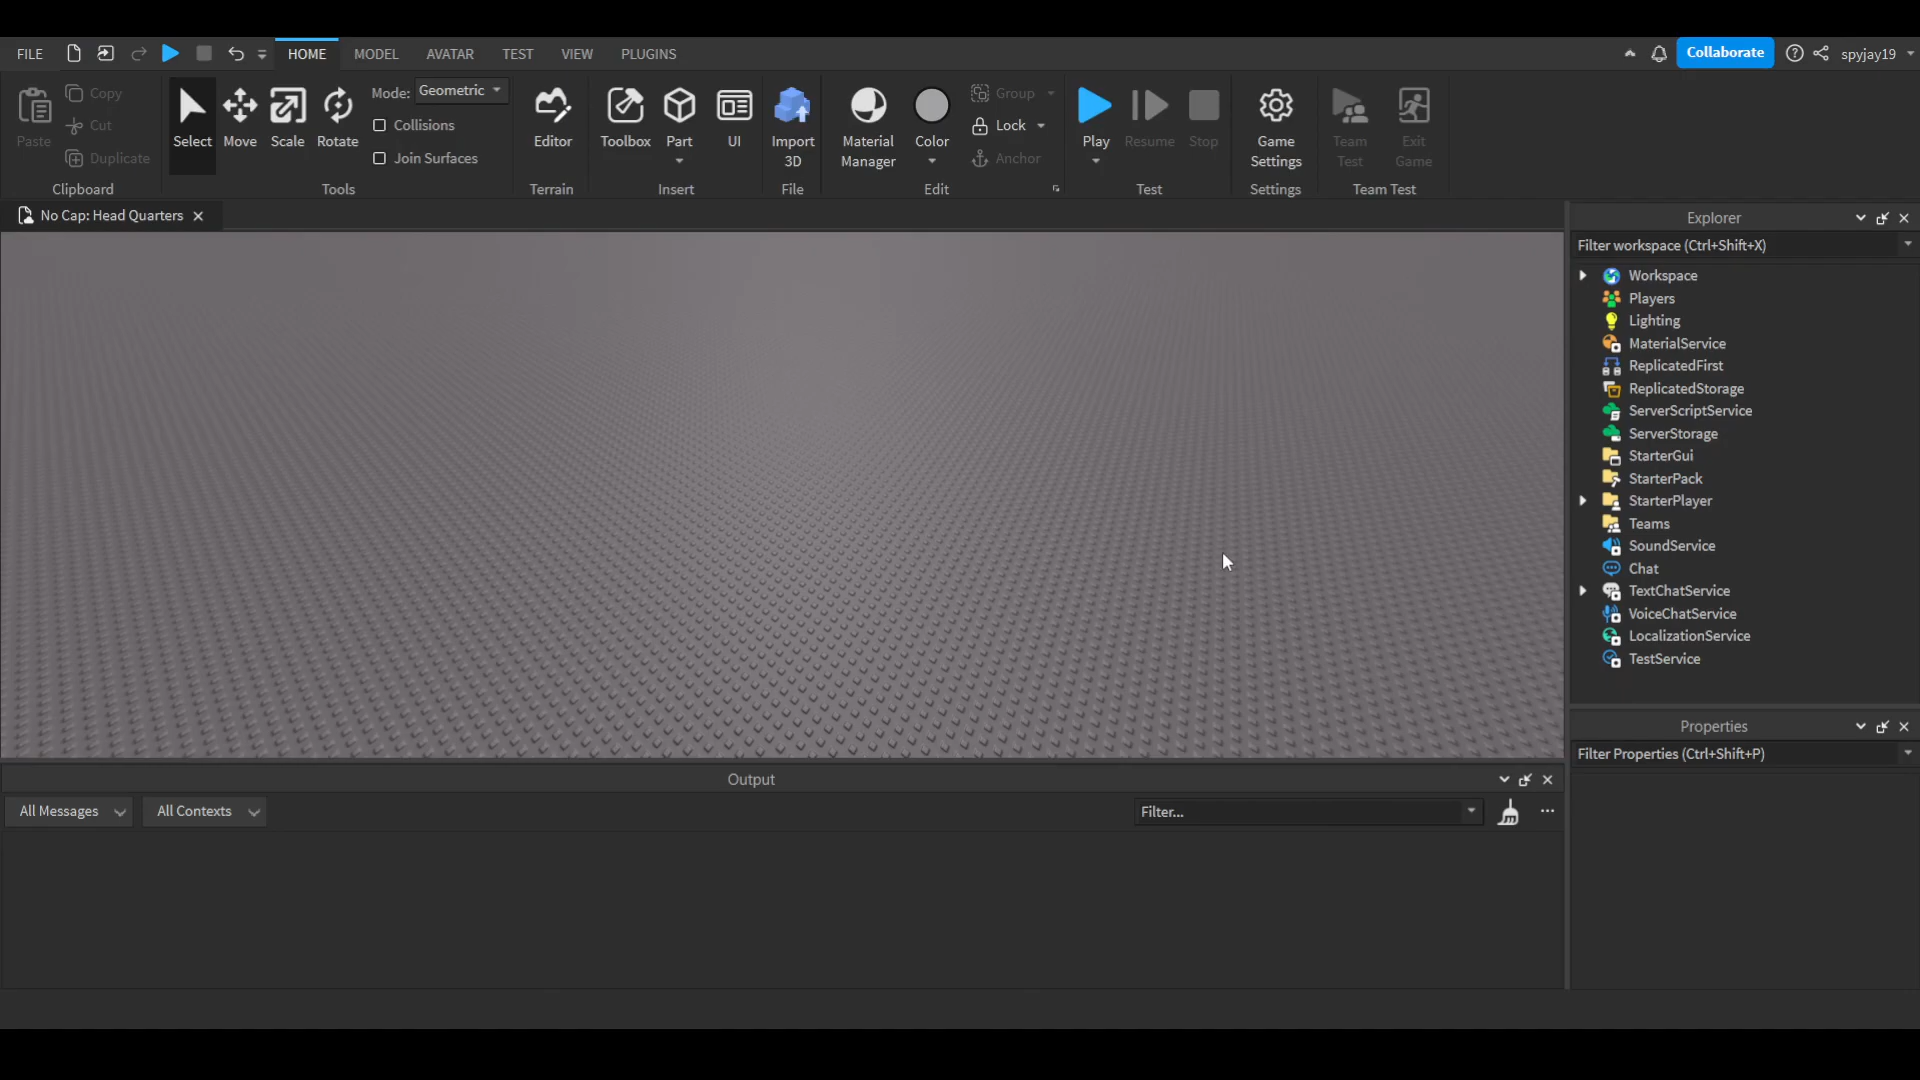 FILE HOME MODEL AVATAR TEST VIEW PLUGINS Collaborate spyjay19
Paste Copy Cut Duplicate
Clipboard
Select Move Scale Rotate
Mode: Geometric
Collisions
Join Surfaces
Tools
Editor
Terrain
Toolbox Part UI
Insert
Import
3D
File
Material
Manager
Color
Group
Lock
Anchor
Edit
Play Resume Stop
Test
Game
Settings
Settings
Team
Test
Exit
Game
Team Test
No Cap: Head Quarters
Explorer
Filter workspace (Ctrl+Shift+X)
Workspace
Players
Lighting
MaterialService
ReplicatedFirst
ReplicatedStorage
ServerScriptService
ServerStorage
StarterGui
StarterPack
StarterPlayer
Teams
SoundService
Chat
TextChatService
VoiceChatService
LocalizationService
TestService
Properties
Filter Properties (Ctrl+Shift+P)
Output
All Messages All Contexts Filter...